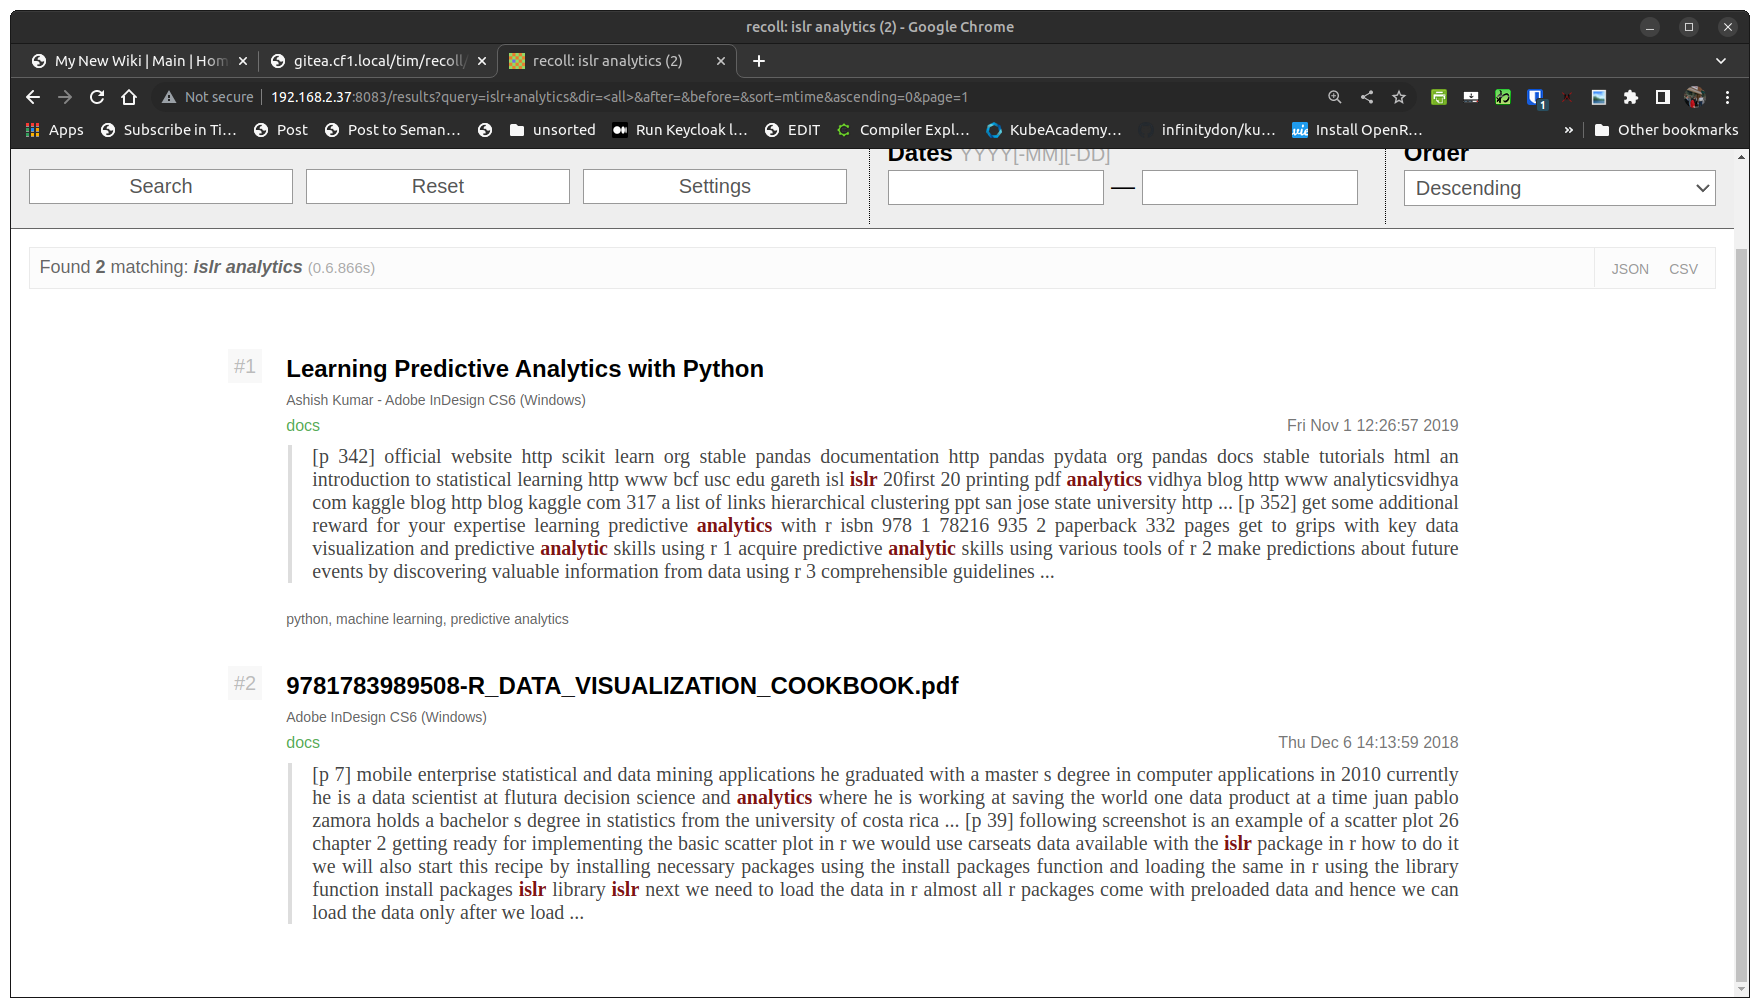 recoll: islr analytics (2) - Google Chrome
My New Wiki | Main | Hom
gitea.cf1.local/tim/recoll/
recoll: islr analytics (2)
Not secure
192.168.2.37:8083/results?query=islr+analytics&dir=<all>&after=&before=&sort=mtime&ascending=0&page=1
1
Apps
Subscribe in Ti...
Post
Post to Seman...
unsorted
Run Keycloak I...
EDIT
Compiler Expl...
KubeAcademy...
infinitydon/ku...
vie
Install OpenR...
»
Other bookmarks
Dates YYYY[-MM][-DD]
Order
Search
Reset
Settings
—
Descending
Found 2 matching: islr analytics (0.6.866s)
JSON
CSV
#1
Learning Predictive Analytics with Python
Ashish Kumar - Adobe InDesign CS6 (Windows)
docs
Fri Nov 1 12:26:57 2019
[p 342] official website http scikit learn org stable pandas documentation http pandas pydata org pandas docs stable tutorials html an
introduction to statistical learning http www bcf usc edu gareth isl islr 20first 20 printing pdf analytics vidhya blog http www analyticsvidhya
com kaggle blog http blog kaggle com 317 a list of links hierarchical clustering ppt san jose state university http ... [p 352] get some additional
reward for your expertise learning predictive analytics with r isbn 978 1 78216 935 2 paperback 332 pages get to grips with key data
visualization and predictive analytic skills using r 1 acquire predictive analytic skills using various tools of r 2 make predictions about future
events by discovering valuable information from data using r 3 comprehensible guidelines ...
python, machine learning, predictive analytics
#2
9781783989508-R_DATA_VISUALIZATION_COOKBOOK.pdf
Adobe InDesign CS6 (Windows)
docs
Thu Dec 6 14:13:59 2018
[p 7] mobile enterprise statistical and data mining applications he graduated with a master s degree in computer applications in 2010 currently
he is a data scientist at flutura decision science and analytics where he is working at saving the world one data product at a time juan pablo
zamora holds a bachelor s degree in statistics from the university of costa rica ... [p 39] following screenshot is an example of a scatter plot 26
chapter 2 getting ready for implementing the basic scatter plot in r we would use carseats data available with the islr package in r how to do it
we will also start this recipe by installing necessary packages using the install packages function and loading the same in r using the library
function install packages islr library islr next we need to load the data in r almost all r packages come with preloaded data and hence we can
load the data only after we load ...